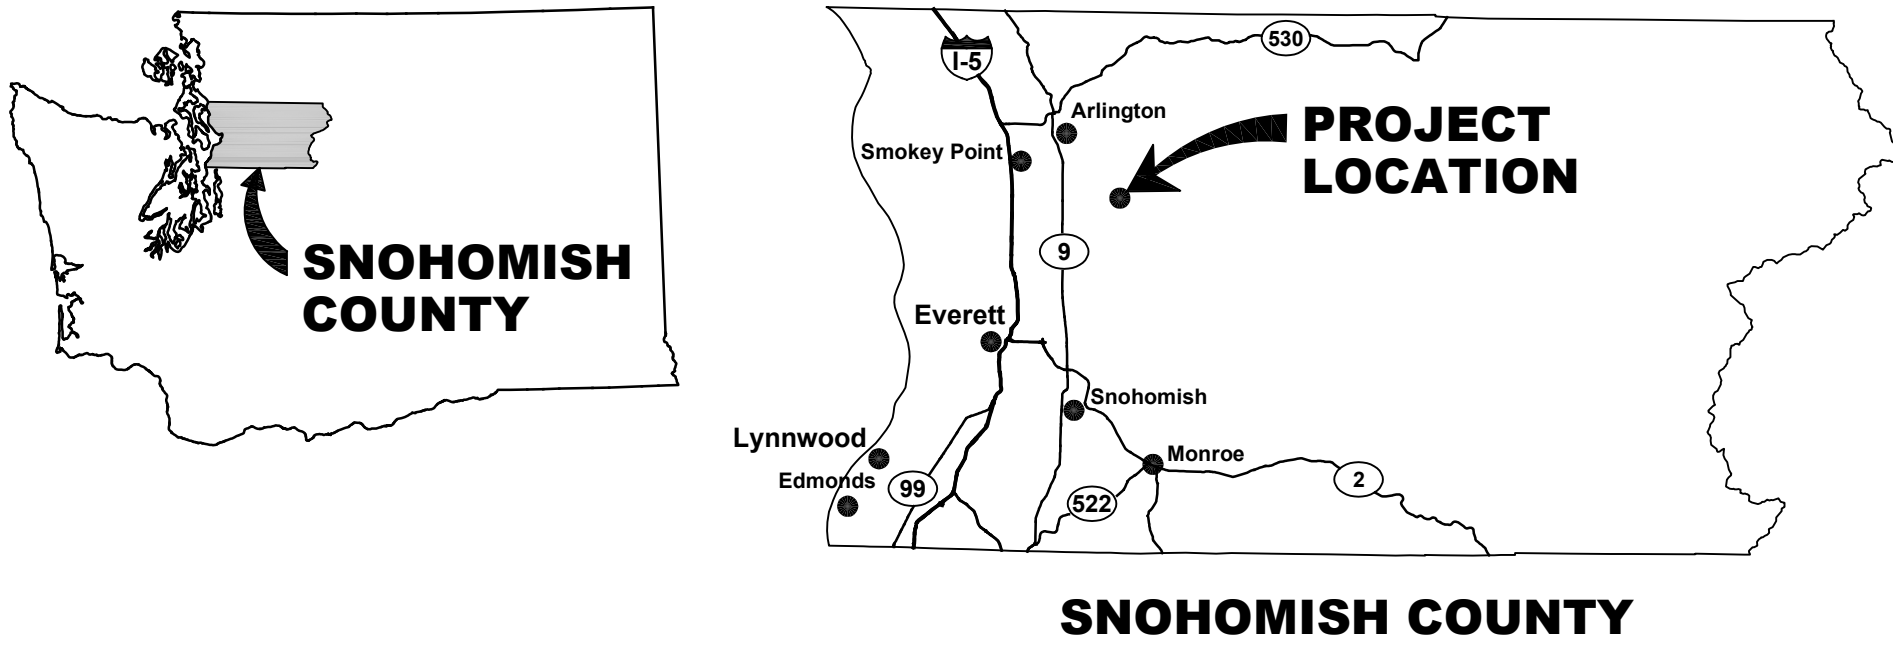 SNOHOMISH
COUNTY
I-5
530
Arlington
PROJECT
LOCATION
Smokey Point
9
Everett
Snohomish
Lynnwood
Monroe
Edmonds
99
522
2
SNOHOMISH COUNTY